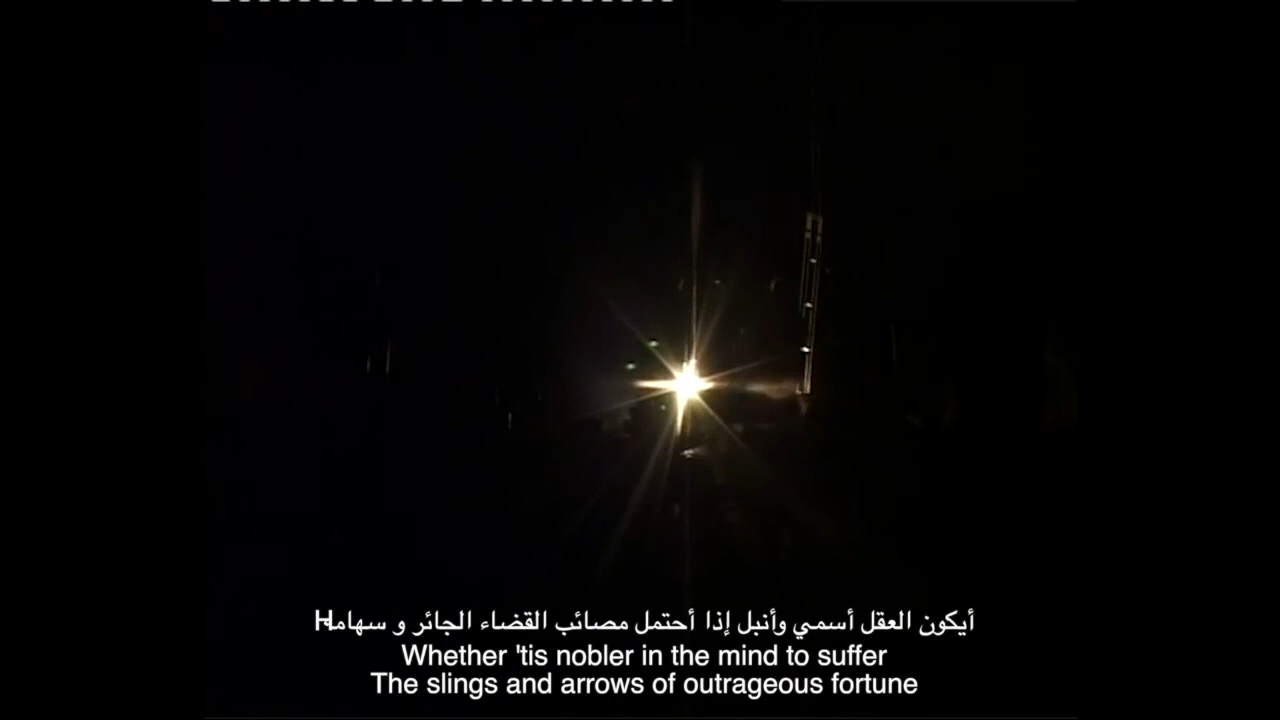 أيكون العقل أسمي وأنبل إذا أحتمل مصائب القضاء الجائر و سهامهH
Whether 'tis nobler in the mind to suffer
The slings and arrows of outrageous fortune